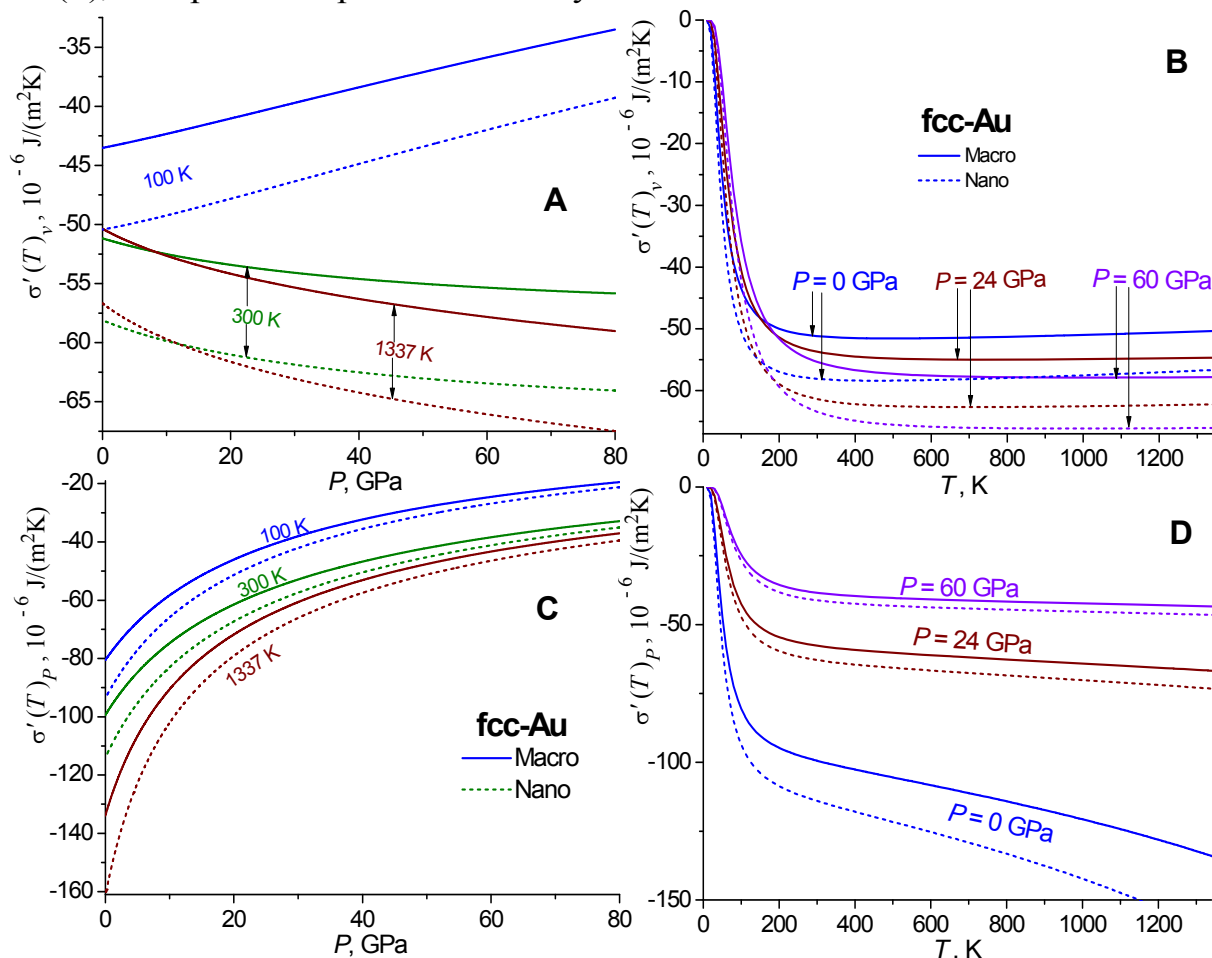 -35
-40
-45
-50
-55
-60
-65
0
20
40
60
80
P, GPa
σ′(T)v, 10⁻⁶ J/(m²K)
100 K
300 K
1337 K
A
0
-10
-20
-30
-40
-50
-60
0
200
400
600
800
1000
1200
T, K
σ′(T)v, 10⁻⁶ J/(m²K)
B
fcc-Au
Macro
Nano
P = 0 GPa
P = 24 GPa
P = 60 GPa
-20
-40
-60
-80
-100
-120
-140
-160
0
20
40
60
80
P, GPa
σ′(T)P, 10⁻⁶ J/(m²K)
100 K
300 K
1337 K
C
fcc-Au
Macro
Nano
0
-50
-100
-150
0
200
400
600
800
1000
1200
T, K
σ′(T)P, 10⁻⁶ J/(m²K)
D
P = 60 GPa
P = 24 GPa
P = 0 GPa